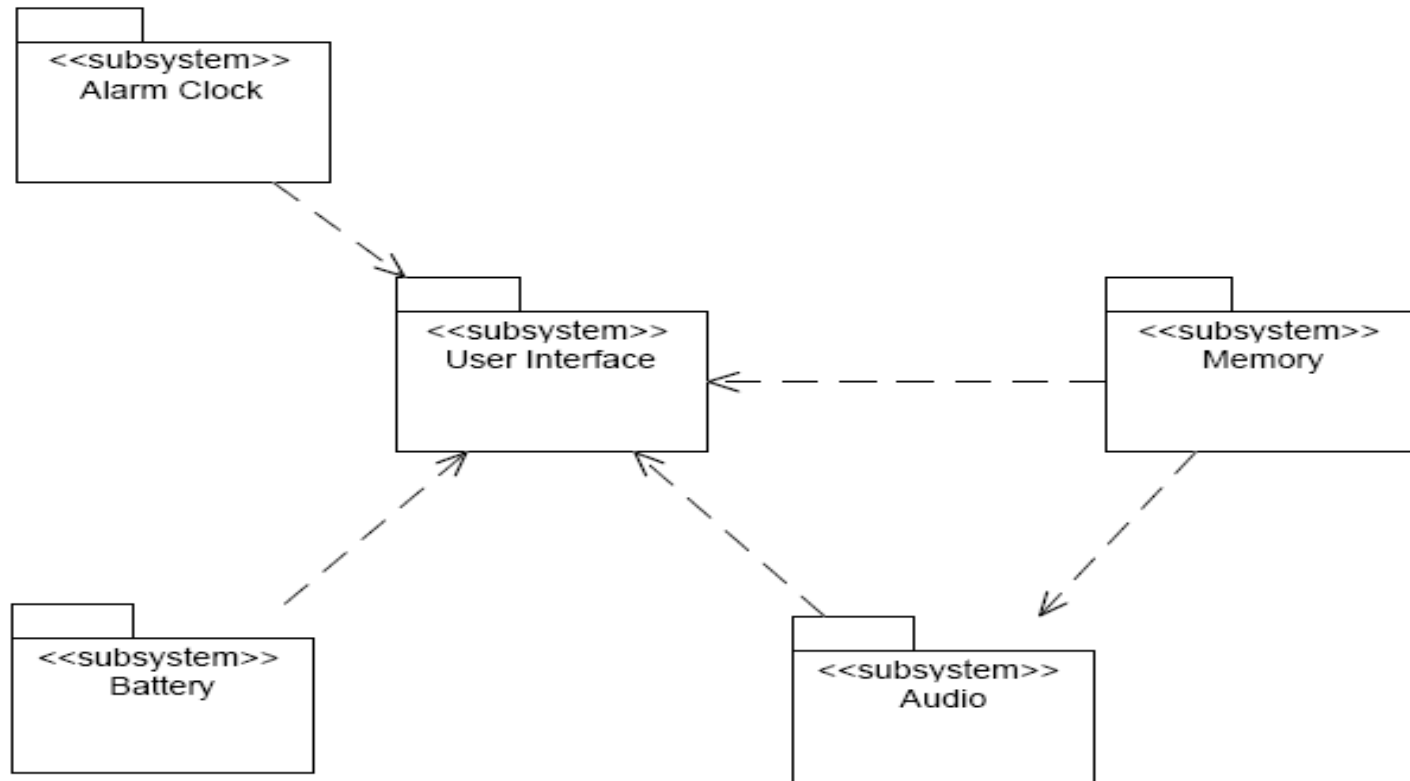 <<subsystem>>
Alarm Clock
<<subsystem>>
User Interface
<<subsystem>>
Memory
<<subsystem>>
Battery
<<subsystem>>
Audio